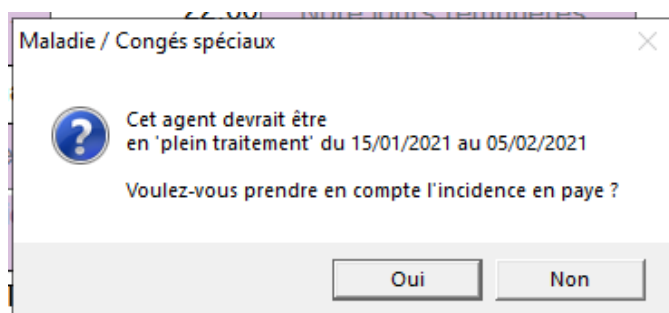 Maladie / Congés spéciaux
Cet agent devrait être
en 'plein traitement' du 15/01/2021 au 05/02/2021
Voulez-vous prendre en compte l'incidence en paye ?
Oui
Non